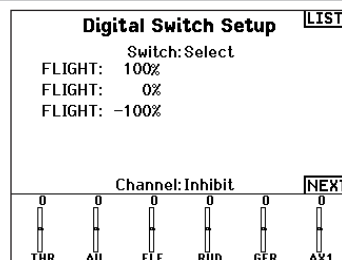 Digital Switch Setup LIST
Switch: Select
FLIGHT: 100%
FLIGHT: 0%
FLIGHT: -100%
Channel: Inhibit NEXT
0 0 0 0 0 0
THR AIL ELE RUD GER AX1